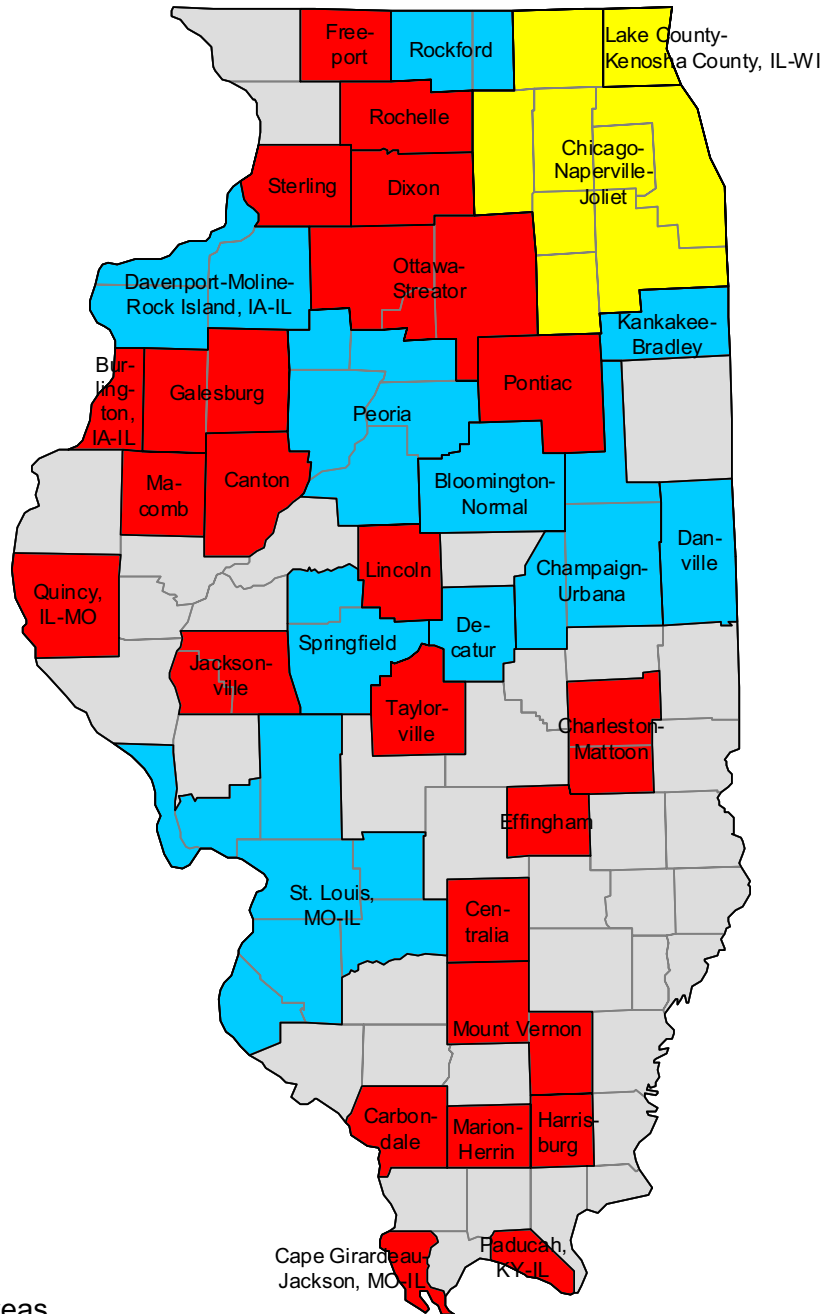 Free-
port
Rockford
Lake County-
Kenosha County, IL-WI
Rochelle
Chicago-
Naperville-
Joliet
Sterling
Dixon
Ottawa-
Streator
Davenport-Moline-
Rock Island, IA-IL
Kankakee-
Bradley
Bur-
ling-
ton,
IA-IL
Galesburg
Pontiac
Peoria
Ma-
comb
Canton
Bloomington-
Normal
Dan-
ville
Champaign-
Urbana
Lincoln
Quincy,
IL-MO
Springfield
De-
catur
Jackson-
ville
Taylor-
ville
Charleston-
Mattoon
Effingham
St. Louis,
MO-IL
Cen-
tralia
Mount Vernon
Carbon-
dale
Marion-
Herrin
Harris-
burg
Cape Girardeau-
Jackson, MO-IL
Paducah,
KY-IL
eas